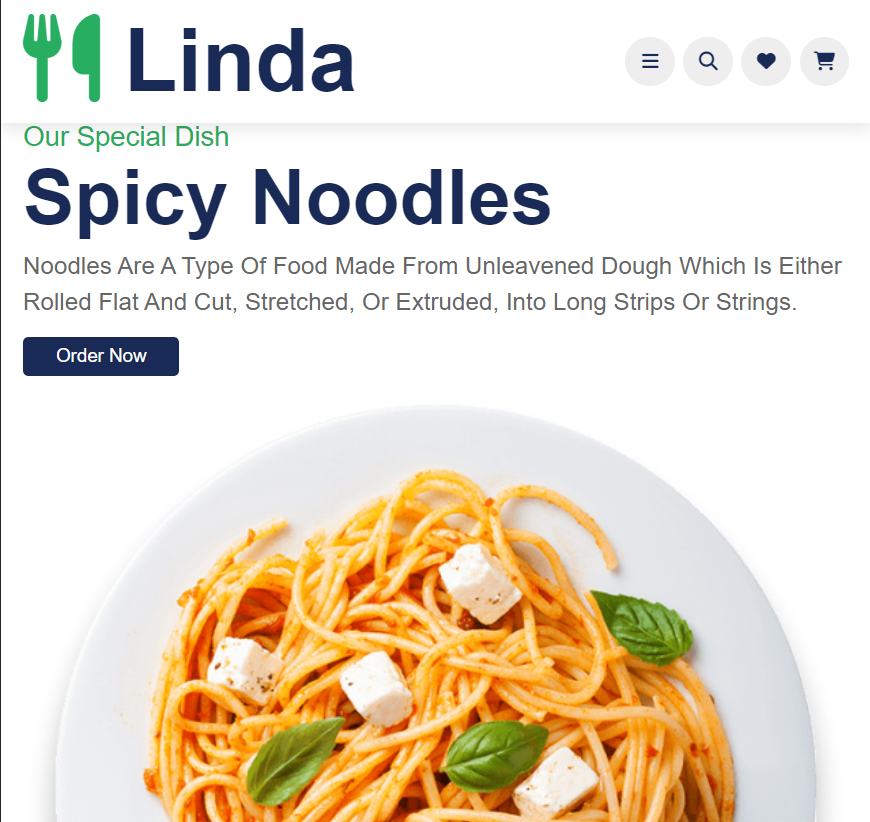 Linda
Our Special Dish
Spicy Noodles
Noodles Are A Type Of Food Made From Unleavened Dough Which Is Either
Rolled Flat And Cut, Stretched, Or Extruded, Into Long Strips Or Strings.
Order Now